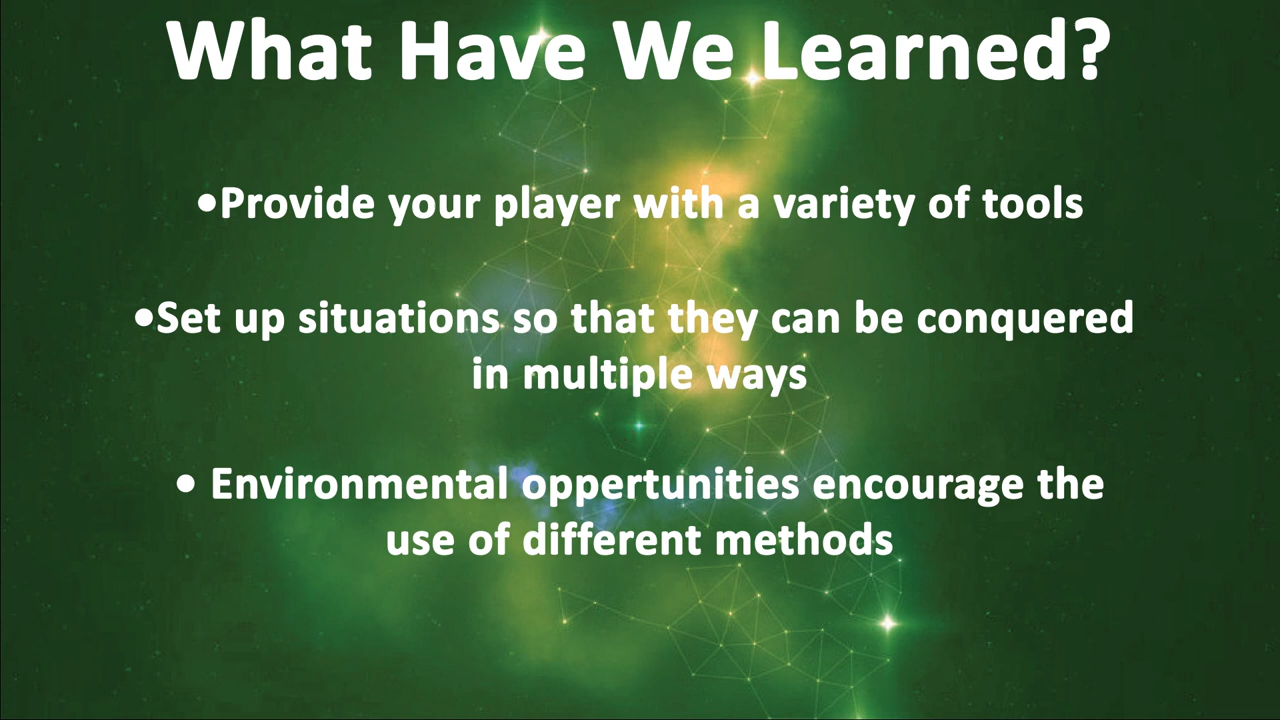 What Have We Learned?
•Provide your player with a variety of tools
•Set up situations so that they can be conquered
in multiple ways
• Environmental oppertunities encourage the
use of different methods